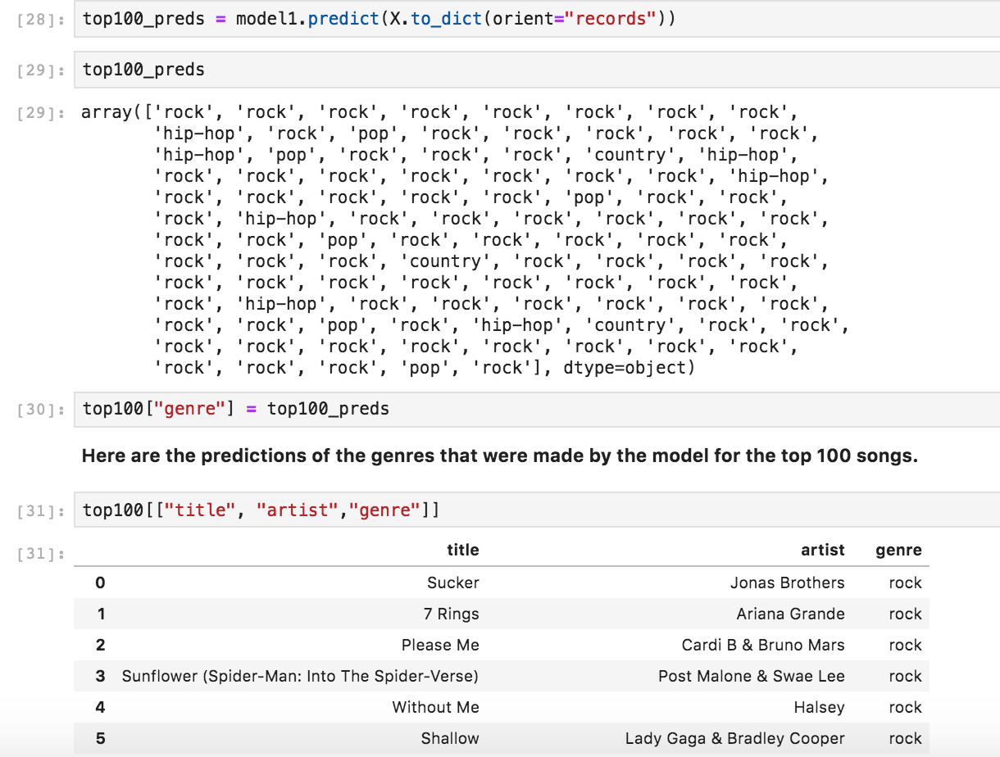 [28]: top100_preds = model1.predict(X.to_dict(orient="records"))
[29]: top100_preds
[29]: array(['rock', 'rock', 'rock', 'rock', 'rock', 'rock', 'rock', 'rock',
'hip-hop', 'rock', 'pop', 'rock', 'rock', 'rock', 'rock', 'rock',
'hip-hop', 'pop', 'rock', 'rock', 'rock', 'country', 'hip-hop',
'rock', 'rock', 'rock', 'rock', 'rock', 'rock', 'rock', 'hip-hop',
'rock', 'rock', 'rock', 'rock', 'rock', 'pop', 'rock', 'rock',
'rock', 'hip-hop', 'rock', 'rock', 'rock', 'rock', 'rock', 'rock',
'rock', 'rock', 'pop', 'rock', 'rock', 'rock', 'rock', 'rock',
'rock', 'rock', 'rock', 'country', 'rock', 'rock', 'rock', 'rock',
'rock', 'rock', 'rock', 'rock', 'rock', 'rock', 'rock', 'rock',
'rock', 'hip-hop', 'rock', 'rock', 'rock', 'rock', 'rock', 'rock',
'rock', 'rock', 'pop', 'rock', 'hip-hop', 'country', 'rock', 'rock',
'rock', 'rock', 'rock', 'rock', 'rock', 'rock', 'rock', 'rock',
'rock', 'rock', 'rock', 'pop', 'rock'], dtype=object)
[30]: top100["genre"] = top100_preds
Here are the predictions of the genres that were made by the model for the top 100 songs.
[31]: top100[["title", "artist","genre"]]
[31]: title artist genre
0 Sucker Jonas Brothers rock
1 7 Rings Ariana Grande rock
2 Please Me Cardi B & Bruno Mars rock
3 Sunflower (Spider-Man: Into The Spider-Verse) Post Malone & Swae Lee rock
4 Without Me Halsey rock
5 Shallow Lady Gaga & Bradley Cooper rock